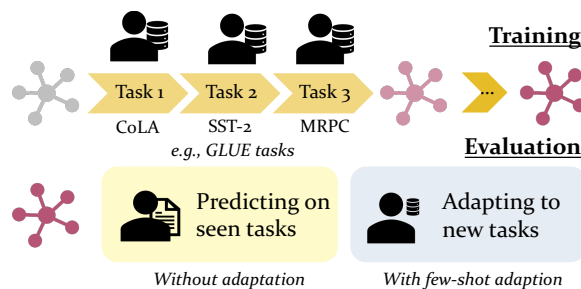 Training
Task 1 Task 2 Task 3 ...
CoLA SST-2 MRPC
e.g., GLUE tasks
Evaluation
Predicting on
seen tasks
Adapting to
new tasks
Without adaptation
With few-shot adaption